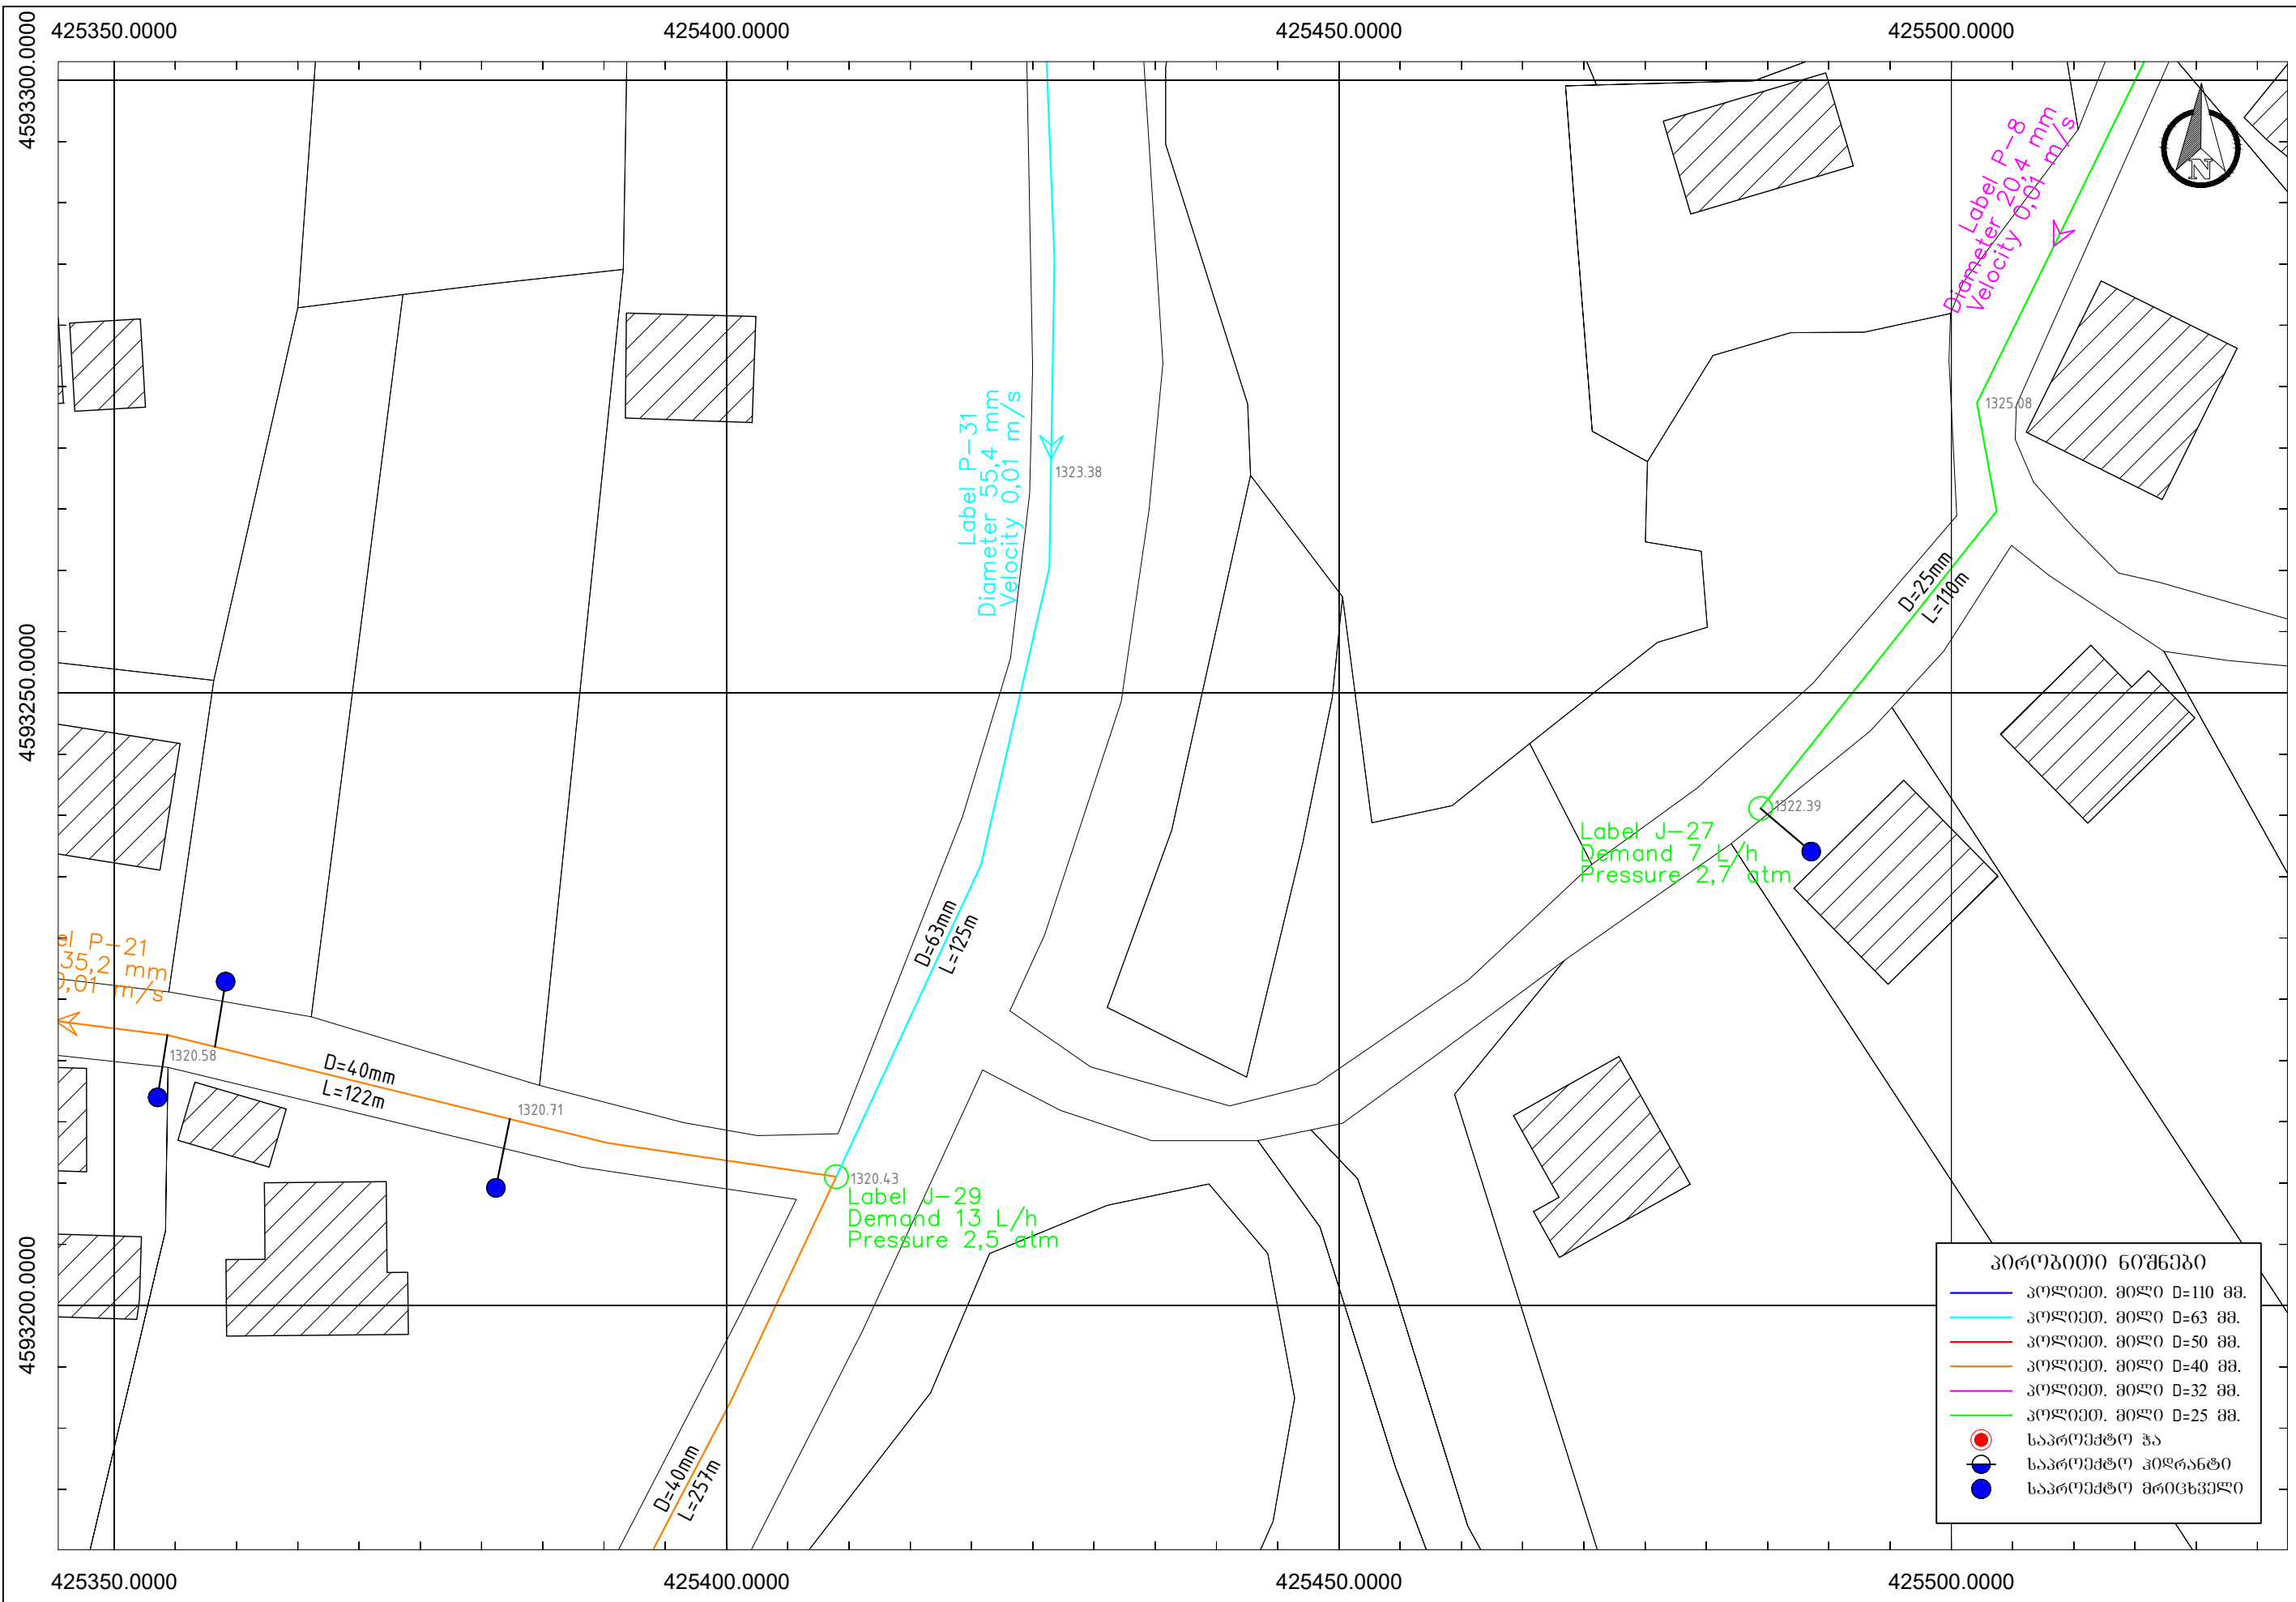 425350.0000
425400.0000
425450.0000
425500.0000
4593300.0000
4593250.0000
4593200.0000
Label P-8
Diameter 20,4 mm
Velocity 0,01 m/s
N
1325.08
Label P-31
Diameter 55,4 mm
Velocity 0,01 m/s
1323.38
D=25mm
L=110m
1322.39
Label J-27
Demand 7 L/h
Pressure 2,7 atm
D=63mm
L=125m
el P-21
35,2 mm
0,01 m/s
1320.58
D=40mm
L=122m
1320.71
1320.43
Label J-29
Demand 13 L/h
Pressure 2,5 atm
D=40mm
L=257m
პირობითი ნიშნები
პოლიეთ. მილი D=110 მმ.
პოლიეთ. მილი D=63 მმ.
პოლიეთ. მილი D=50 მმ.
პოლიეთ. მილი D=40 მმ.
პოლიეთ. მილი D=32 მმ.
პოლიეთ. მილი D=25 მმ.
საპროექტო ჭა
საპროექტო ჰიდრანტი
საპროექტო მრიცხველი
425350.0000
425400.0000
425450.0000
425500.0000